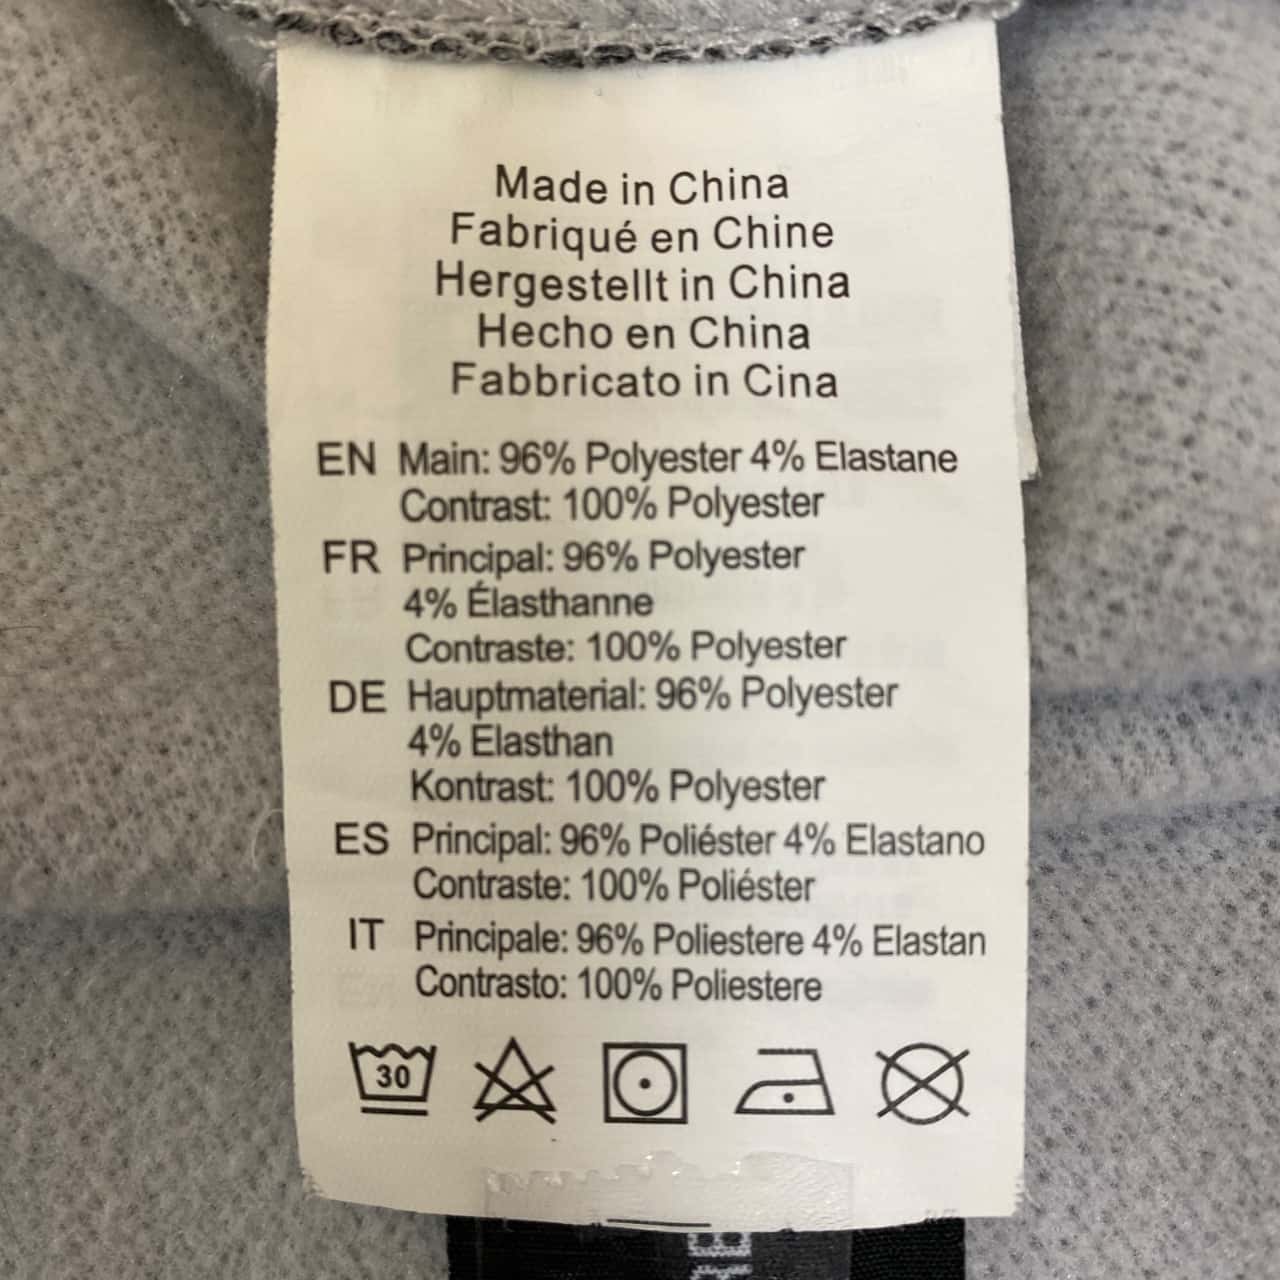 Made in China
Fabriqué en Chine
Hergestellt in China
Hecho en China
Fabbricato in Cina
EN Main: 96% Polyester 4% Elastane
Contrast: 100% Polyester
FR Principal: 96% Polyester
4% Élasthanne
Contraste: 100% Polyester
DE Hauptmaterial: 96% Polyester
4% Elasthan
Kontrast: 100% Polyester
ES Principal: 96% Poliéster 4% Elastano
Contraste: 100% Poliéster
IT Principale: 96% Poliestere 4% Elastan
Contrasto: 100% Poliestere
30